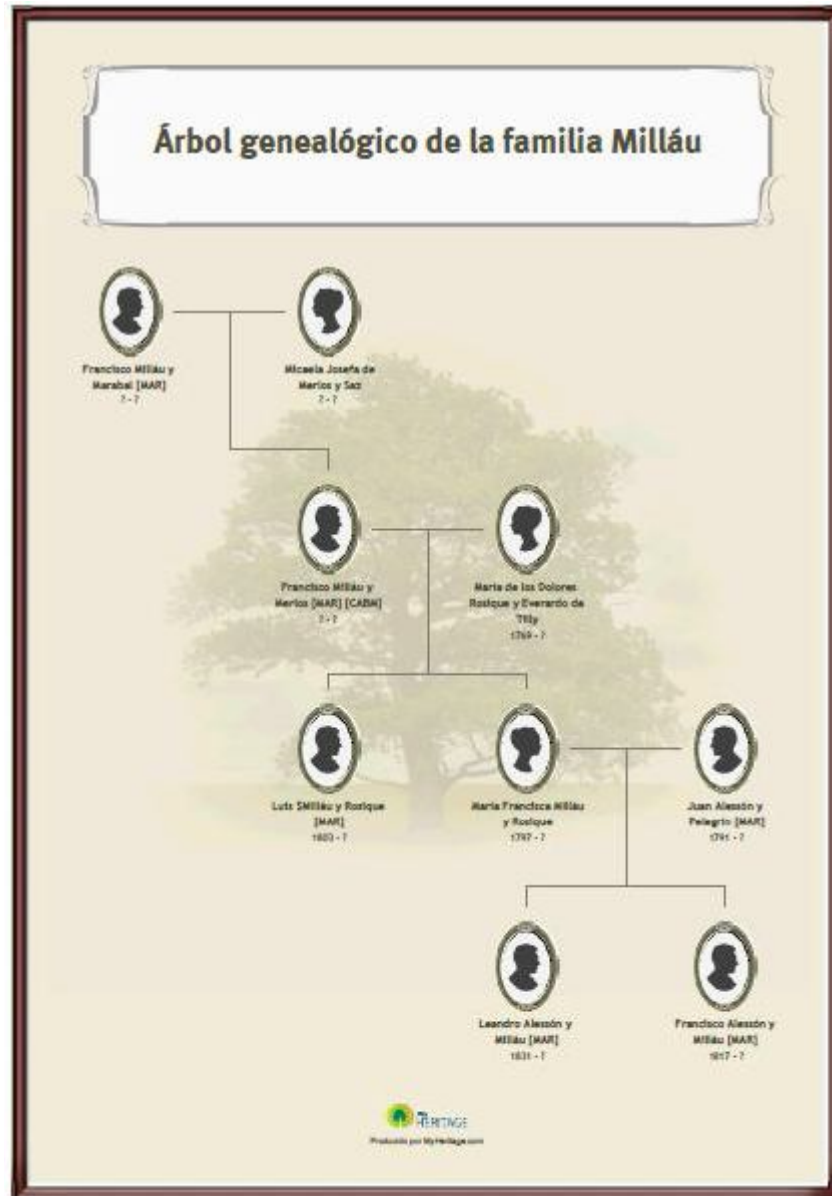 Árbol genealógico de la familia Milláu
Francisco Milláu y
Marabal [MAR]
? - ?
Micaela Josefa de
Merlos y Saz
? - ?
Francisco Milláu y
Merlos [MAR] [CABM]
? - ?
María de los Dolores
Rosique y Everardo de
Tilly
1769 - ?
Luis SMilláu y Rosique
[MAR]
1803 - ?
María Francisca Milláu
y Rosique
1797 - ?
Juan Alessón y
Pelegrín [MAR]
1791 - ?
Leandro Alessón y
Milláu [MAR]
1831 - ?
Francisco Alessón y
Milláu [MAR]
1817 - ?
HERITAGE
Producido por MyHeritage.com